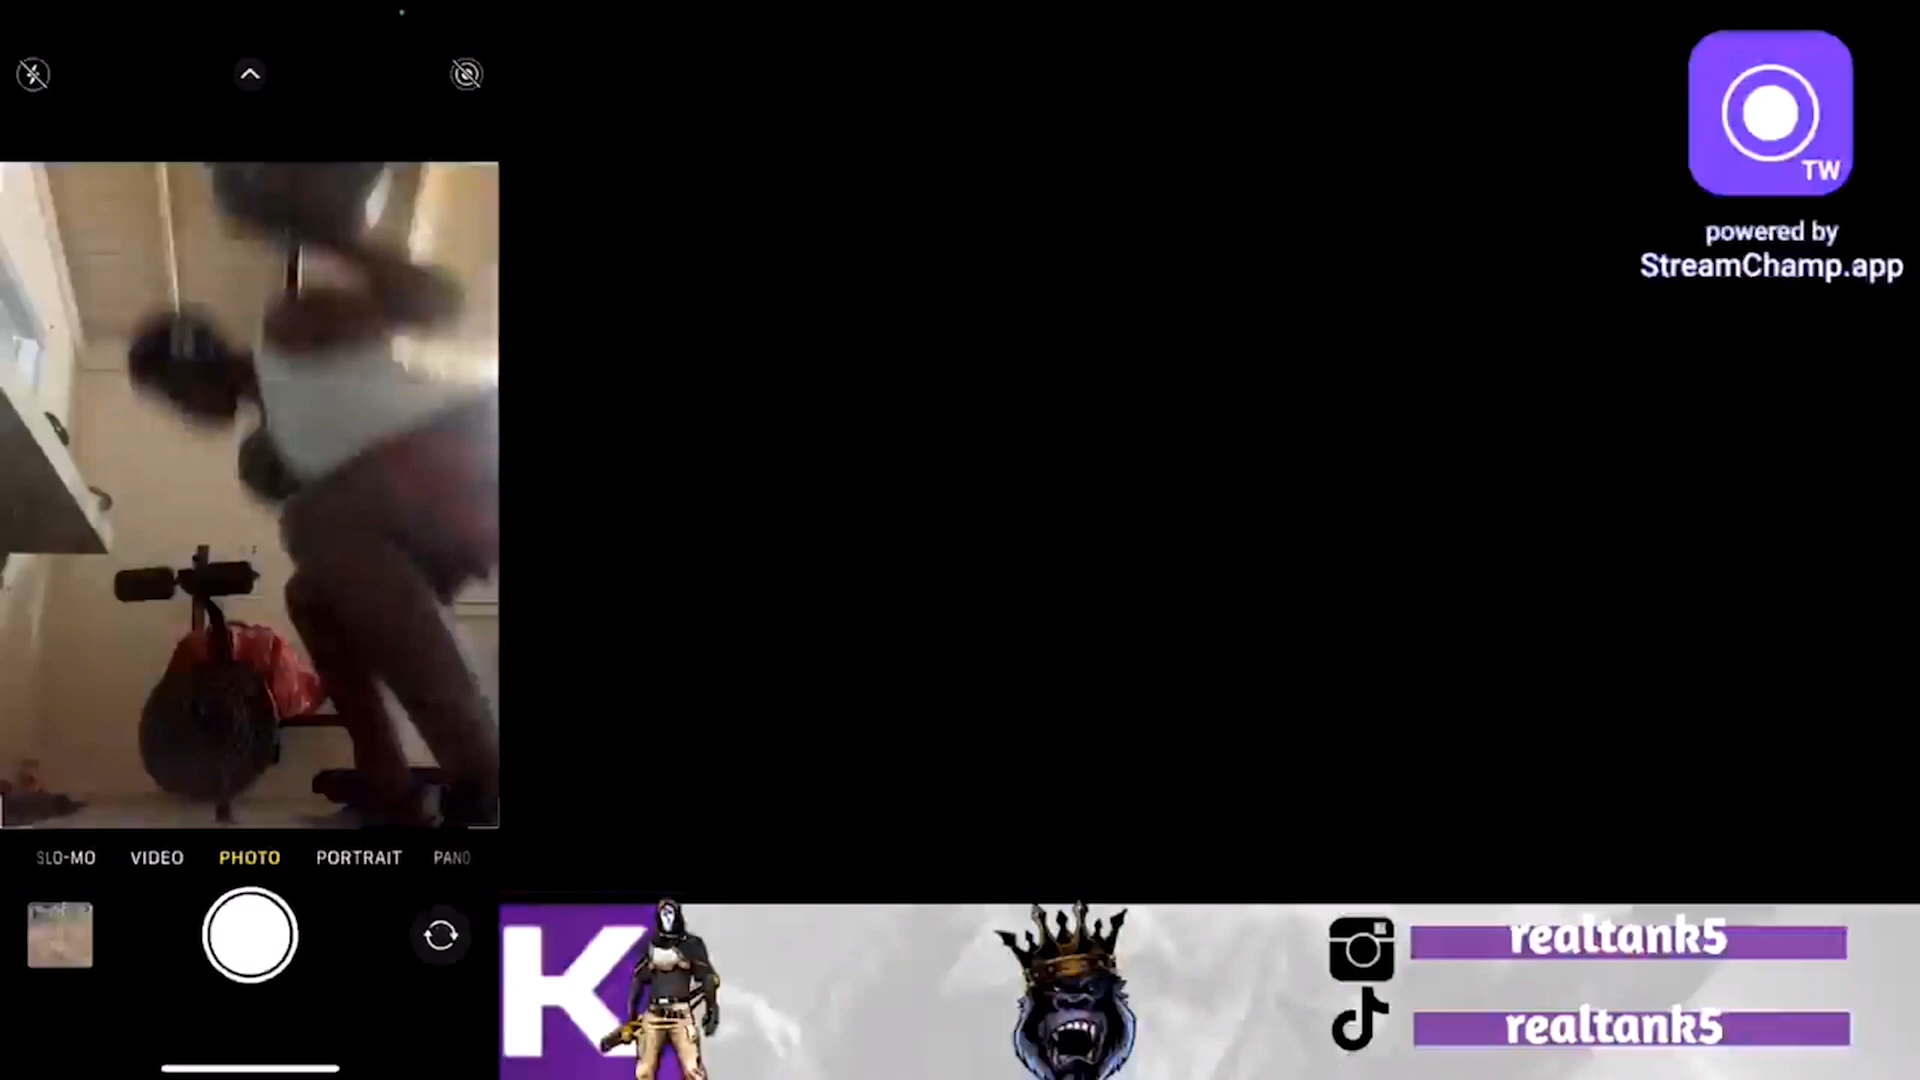 TW
powered by
StreamChamp.app
SLO-MO VIDEO PHOTO PORTRAIT PANO
K
realtank5
realtank5